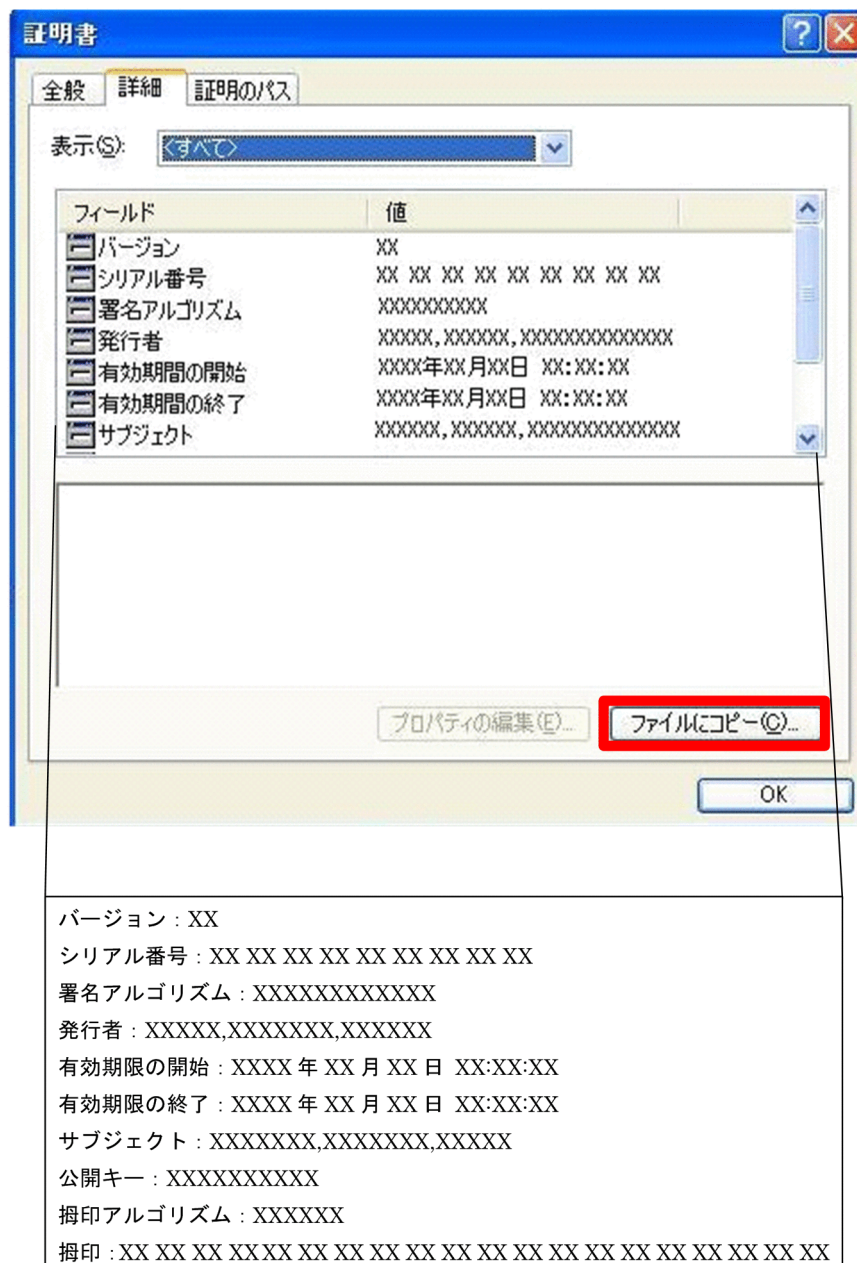 証明書
全般 詳細 証明のパス
表示(S): <すべて>
フィールド 値
バージョン XX
シリアル番号 XX XX XX XX XX XX XX XX XX
署名アルゴリズム XXXXXXXXXX
発行者 XXXXX, XXXXXX, XXXXXXXXXXXXXX
有効期間の開始 XXXX年XX月XX日 XX:XX:XX
有効期間の終了 XXXX年XX月XX日 XX:XX:XX
サブジェクト XXXXXX, XXXXXX, XXXXXXXXXXXXXX
プロパティの編集(E)... ファイルにコピー(C)...
OK
バージョン：XX
シリアル番号：XX XX XX XX XX XX XX XX XX
署名アルゴリズム：XXXXXXXXXXXX
発行者：XXXXX,XXXXXXX,XXXXXX
有効期限の開始：XXXX 年 XX 月 XX 日 XX:XX:XX
有効期限の終了：XXXX 年 XX 月 XX 日 XX:XX:XX
サブジェクト：XXXXXXX,XXXXXXX,XXXXX
公開キー：XXXXXXXXXX
拇印アルゴリズム：XXXXXX
拇印：XX XX XX XX XX XX XX XX XX XX XX XX XX XX XX XX XX XX XX XX